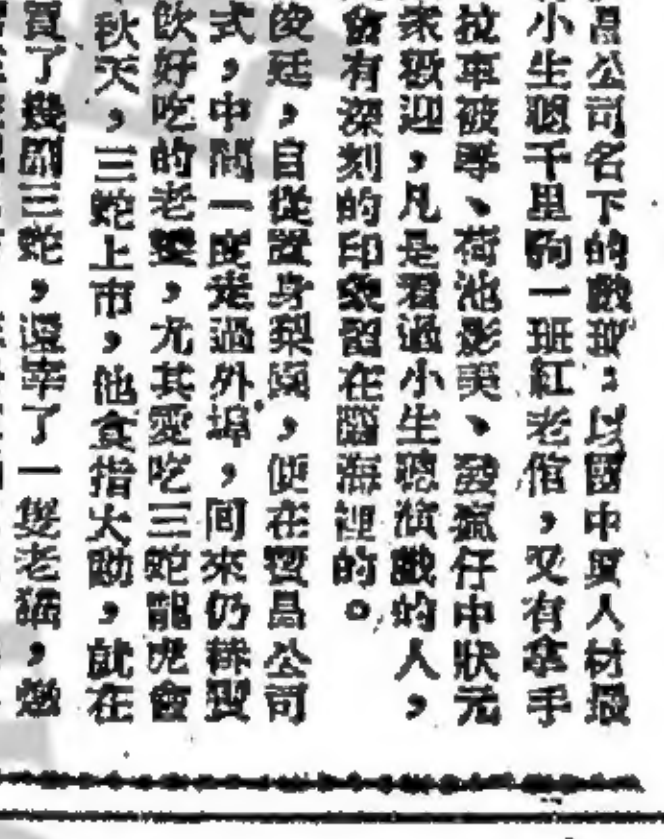 昌公司名下的戲班：以國中興人材最
小生聰千里駒一班紅老倌，又有拿手
拉車被辱、荷池影美、發瘋仔中狀元
來歡迎，凡是看過小生聰演戲的人，
會有深刻的印象留在腦海裡的。
俊廷，自從置身梨園，便在寶昌公司
式，中間一度走過外埠，回來仍在寶
飲好吃的老饕，尤其愛吃三蛇龍虎會
秋天，三蛇上市，他食指大動，就在
買了幾副三蛇，還宰了一隻老貓，燉